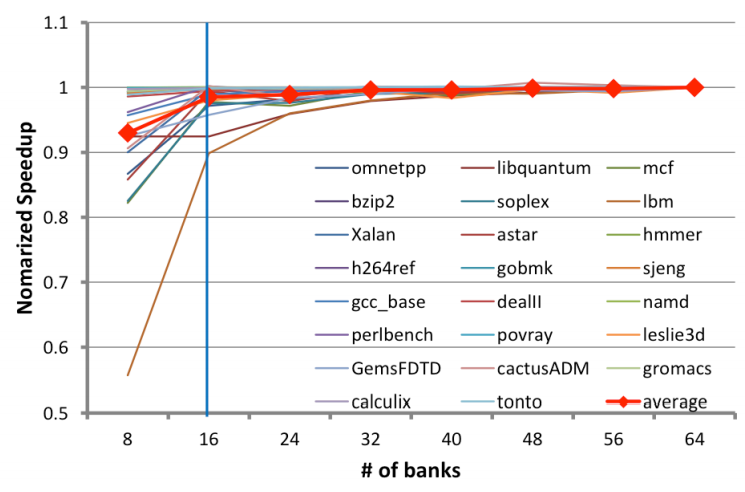 1.1
1
0.9
0.8
0.7
0.6
0.5
Nomarized Speedup
omnetpp libquantum mcf
bzip2 soplex lbm
Xalan astar hmmer
h264ref gobmk sjeng
gcc_base dealII namd
perlbench povray leslie3d
GemsFDTD cactusADM gromacs
calculix tonto average
8 16 24 32 40 48 56 64
# of banks